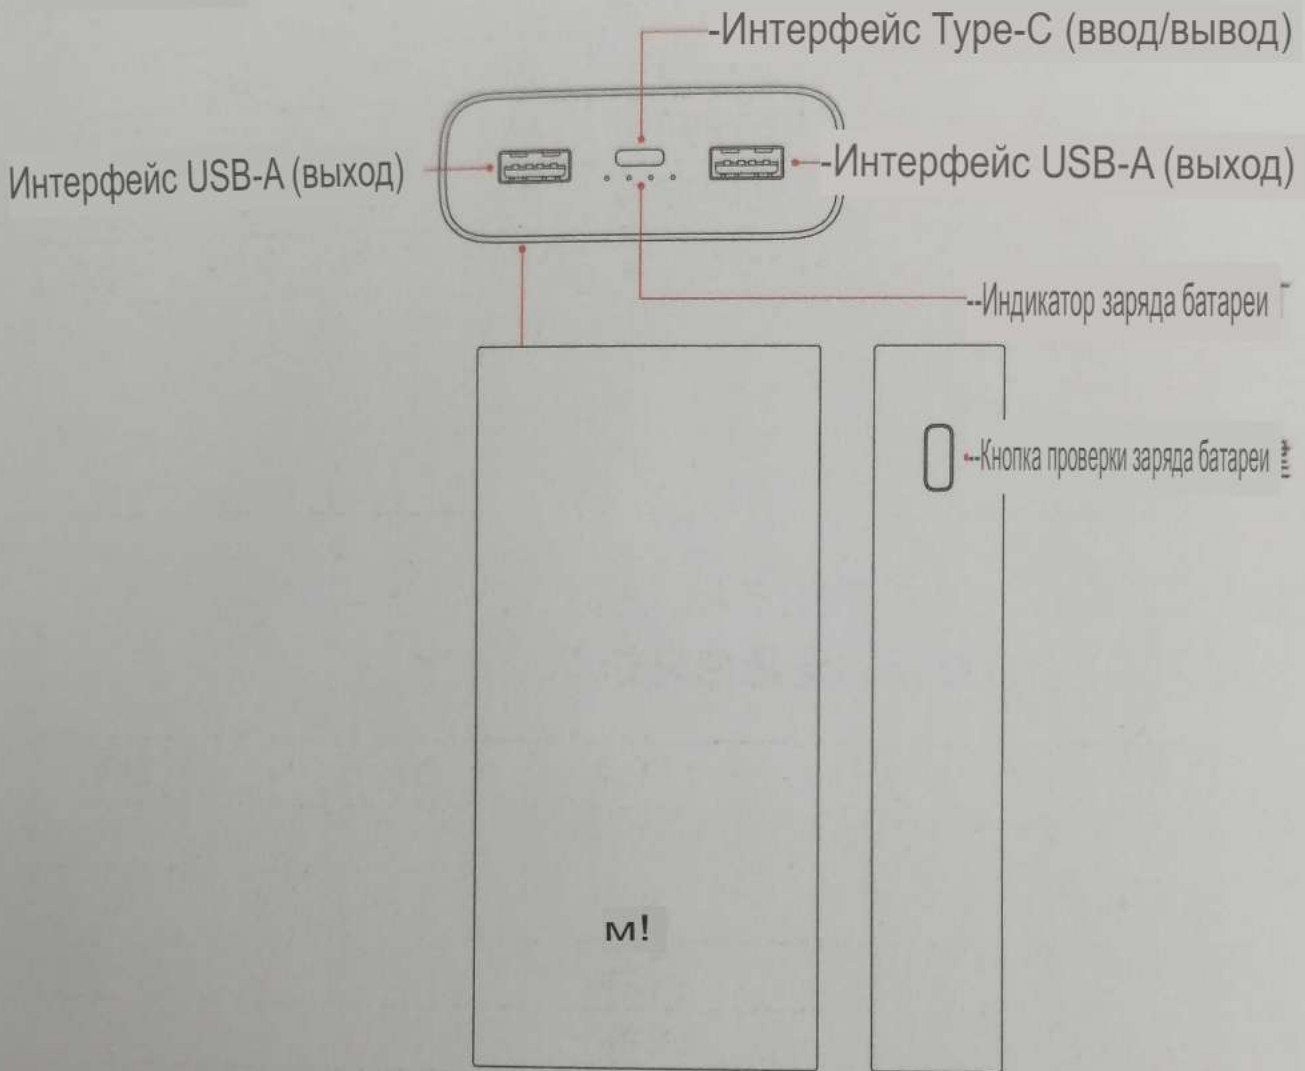 -Интерфейс Type-C (ввод/вывод)
Интерфейс USB-A (выход)
-Интерфейс USB-A (выход)
--Индикатор заряда батареи
--Кнопка проверки заряда батареи
м!